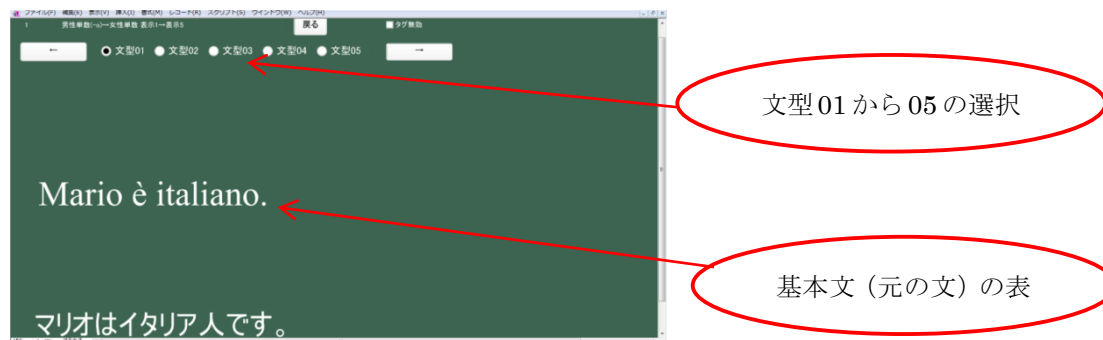 ファイル(F) 編集(E) 表示(V) 挿入(I) 書式(M) レコード(R) スクリプト(S) ウインドウ(W) ヘルプ(H)
1 男性単数(-o)→女性単数 表示1→表示5 戻る タグ無効
← 文型01 文型02 文型03 文型04 文型05 →
文型 01 から 05 の選択
Mario è italiano.
基本文（元の文）の表
マリオはイタリア人です。